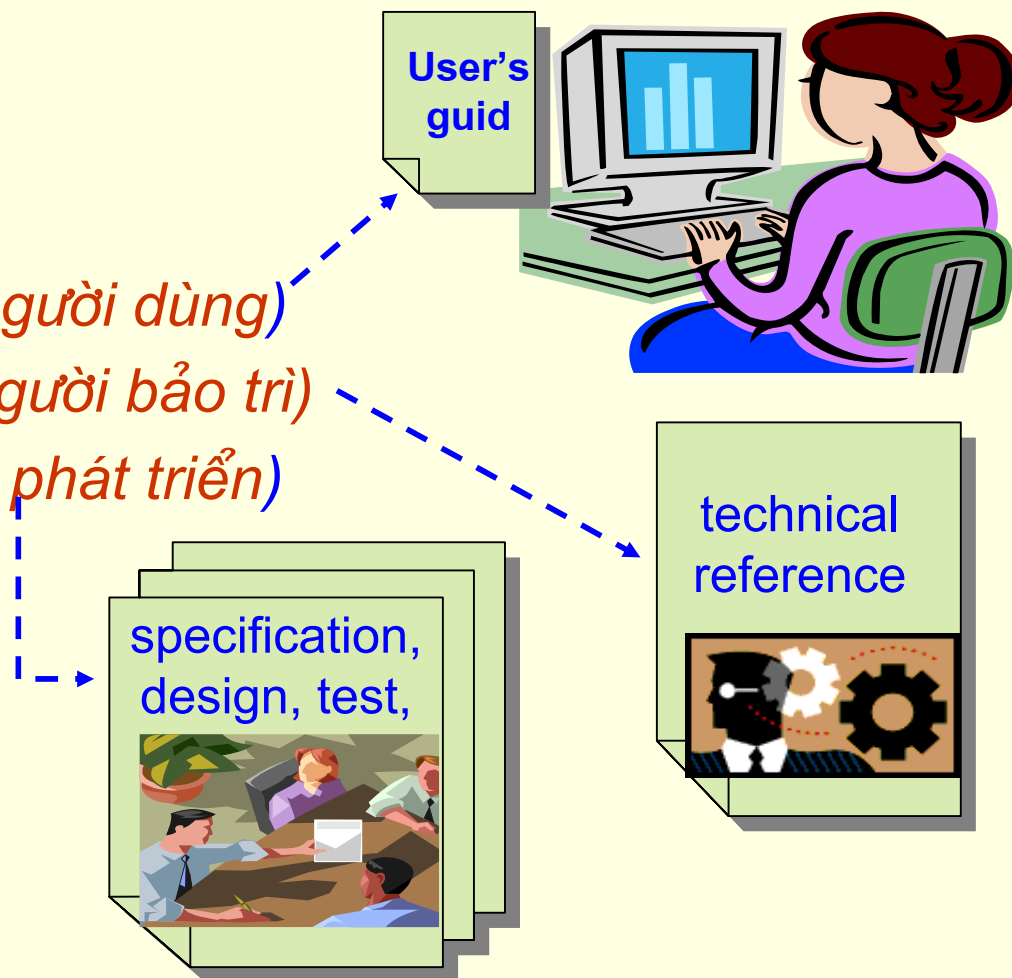 User’s
guid
gười dùng)
gười bảo trì)
phát triển)
technical
reference
specification,
design, test,